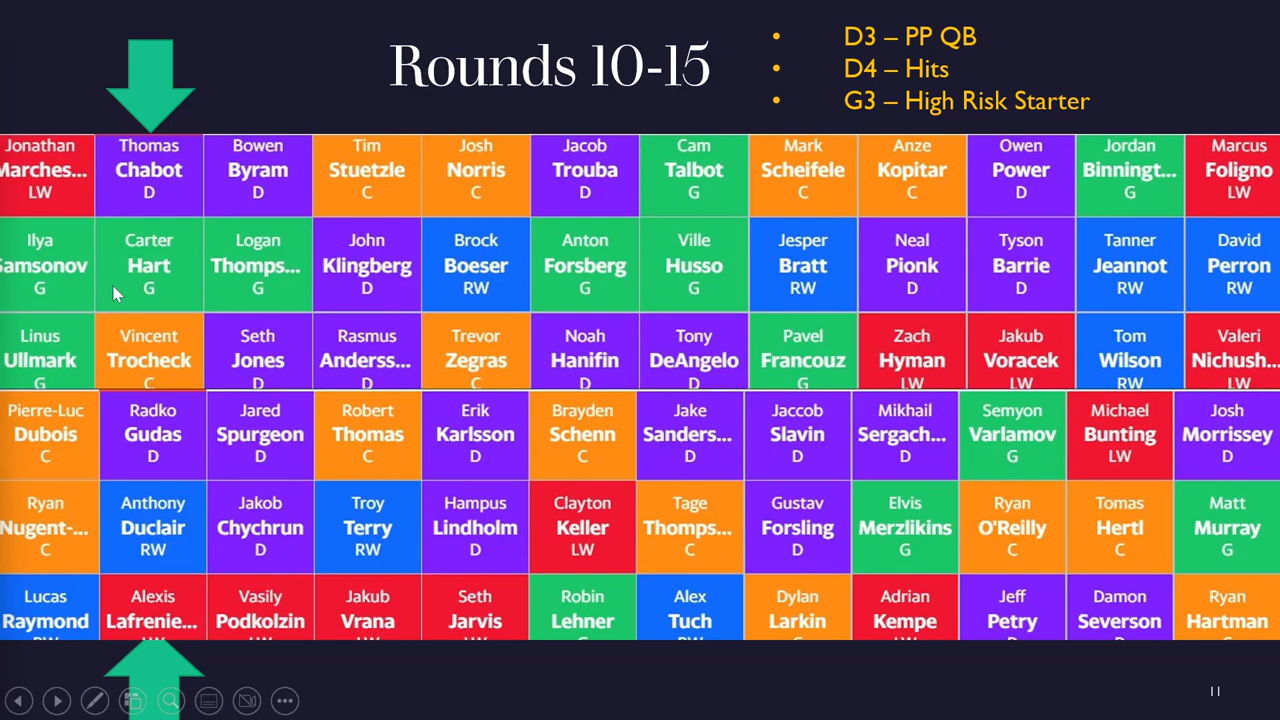 Rounds 10-15
• D3 – PP QB
• D4 – Hits
• G3 – High Risk Starter
Jonathan Thomas Bowen Tim Josh Jacob Cam Mark Anze Owen Jordan Marcus
Marches... Chabot Byram Stuetzle Norris Trouba Talbot Scheifele Kopitar Power Binningt... Foligno
LW D D C C D G C C D G LW
Ilya Carter Logan John Brock Anton Ville Jesper Neal Tyson Tanner David
Samsonov Hart Thomps... Klingberg Boeser Forsberg Husso Bratt Pionk Barrie Jeannot Perron
G G G D RW G G RW D D RW RW
Linus Vincent Seth Rasmus Trevor Noah Tony Pavel Zach Jakub Tom Valeri
Ullmark Trocheck Jones Anderss... Zegras Hanifin DeAngelo Francouz Hyman Voracek Wilson Nichush...
G C D D C D D G LW LW RW LW
Pierre-Luc Radko Jared Robert Erik Brayden Jake Jaccob Mikhail Semyon Michael Josh
Dubois Gudas Spurgeon Thomas Karlsson Schenn Sanders... Slavin Sergach... Varlamov Bunting Morrissey
C D D C D C D D D G LW D
Ryan Anthony Jakob Troy Hampus Clayton Tage Gustav Elvis Ryan Tomas Matt
Nugent-... Duclair Chychrun Terry Lindholm Keller Thomps... Forsling Merzlikins O'Reilly Hertl Murray
C RW D RW D LW C D G C C G
Lucas Alexis Vasily Jakub Seth Robin Alex Dylan Adrian Jeff Damon Ryan
Raymond Lafrenie... Podkolzin Vrana Jarvis Lehner Tuch Larkin Kempe Petry Severson Hartman
11